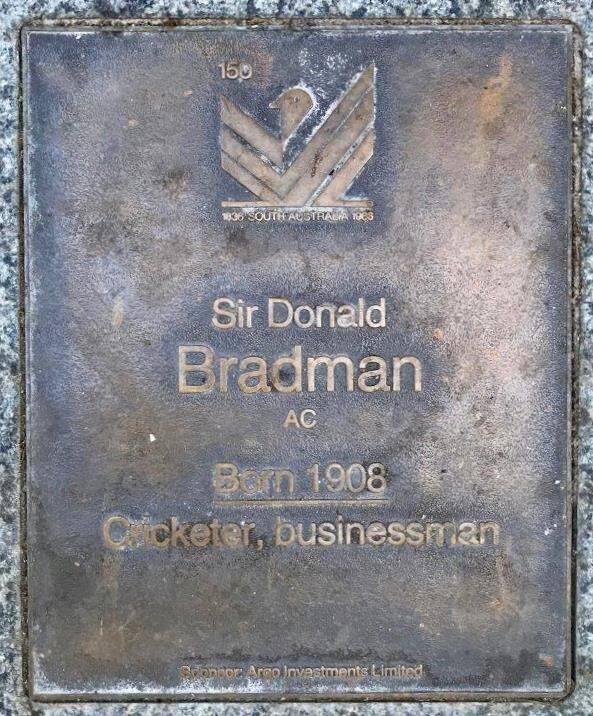 150
1836 SOUTH AUSTRALIA 1986
Sir Donald
Bradman
AC
Born 1908
Cricketer, businessman
Sponsor: Argo Investments Limited